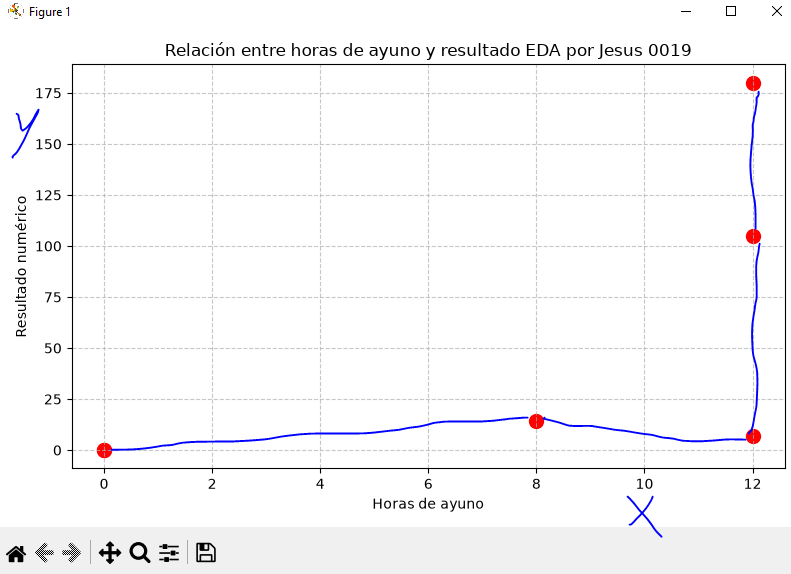 Figure 1
Relación entre horas de ayuno y resultado EDA por Jesus 0019
y
Resultado numérico
175
150
125
100
75
50
25
0
0 2 4 6 8 10 12
Horas de ayuno
X